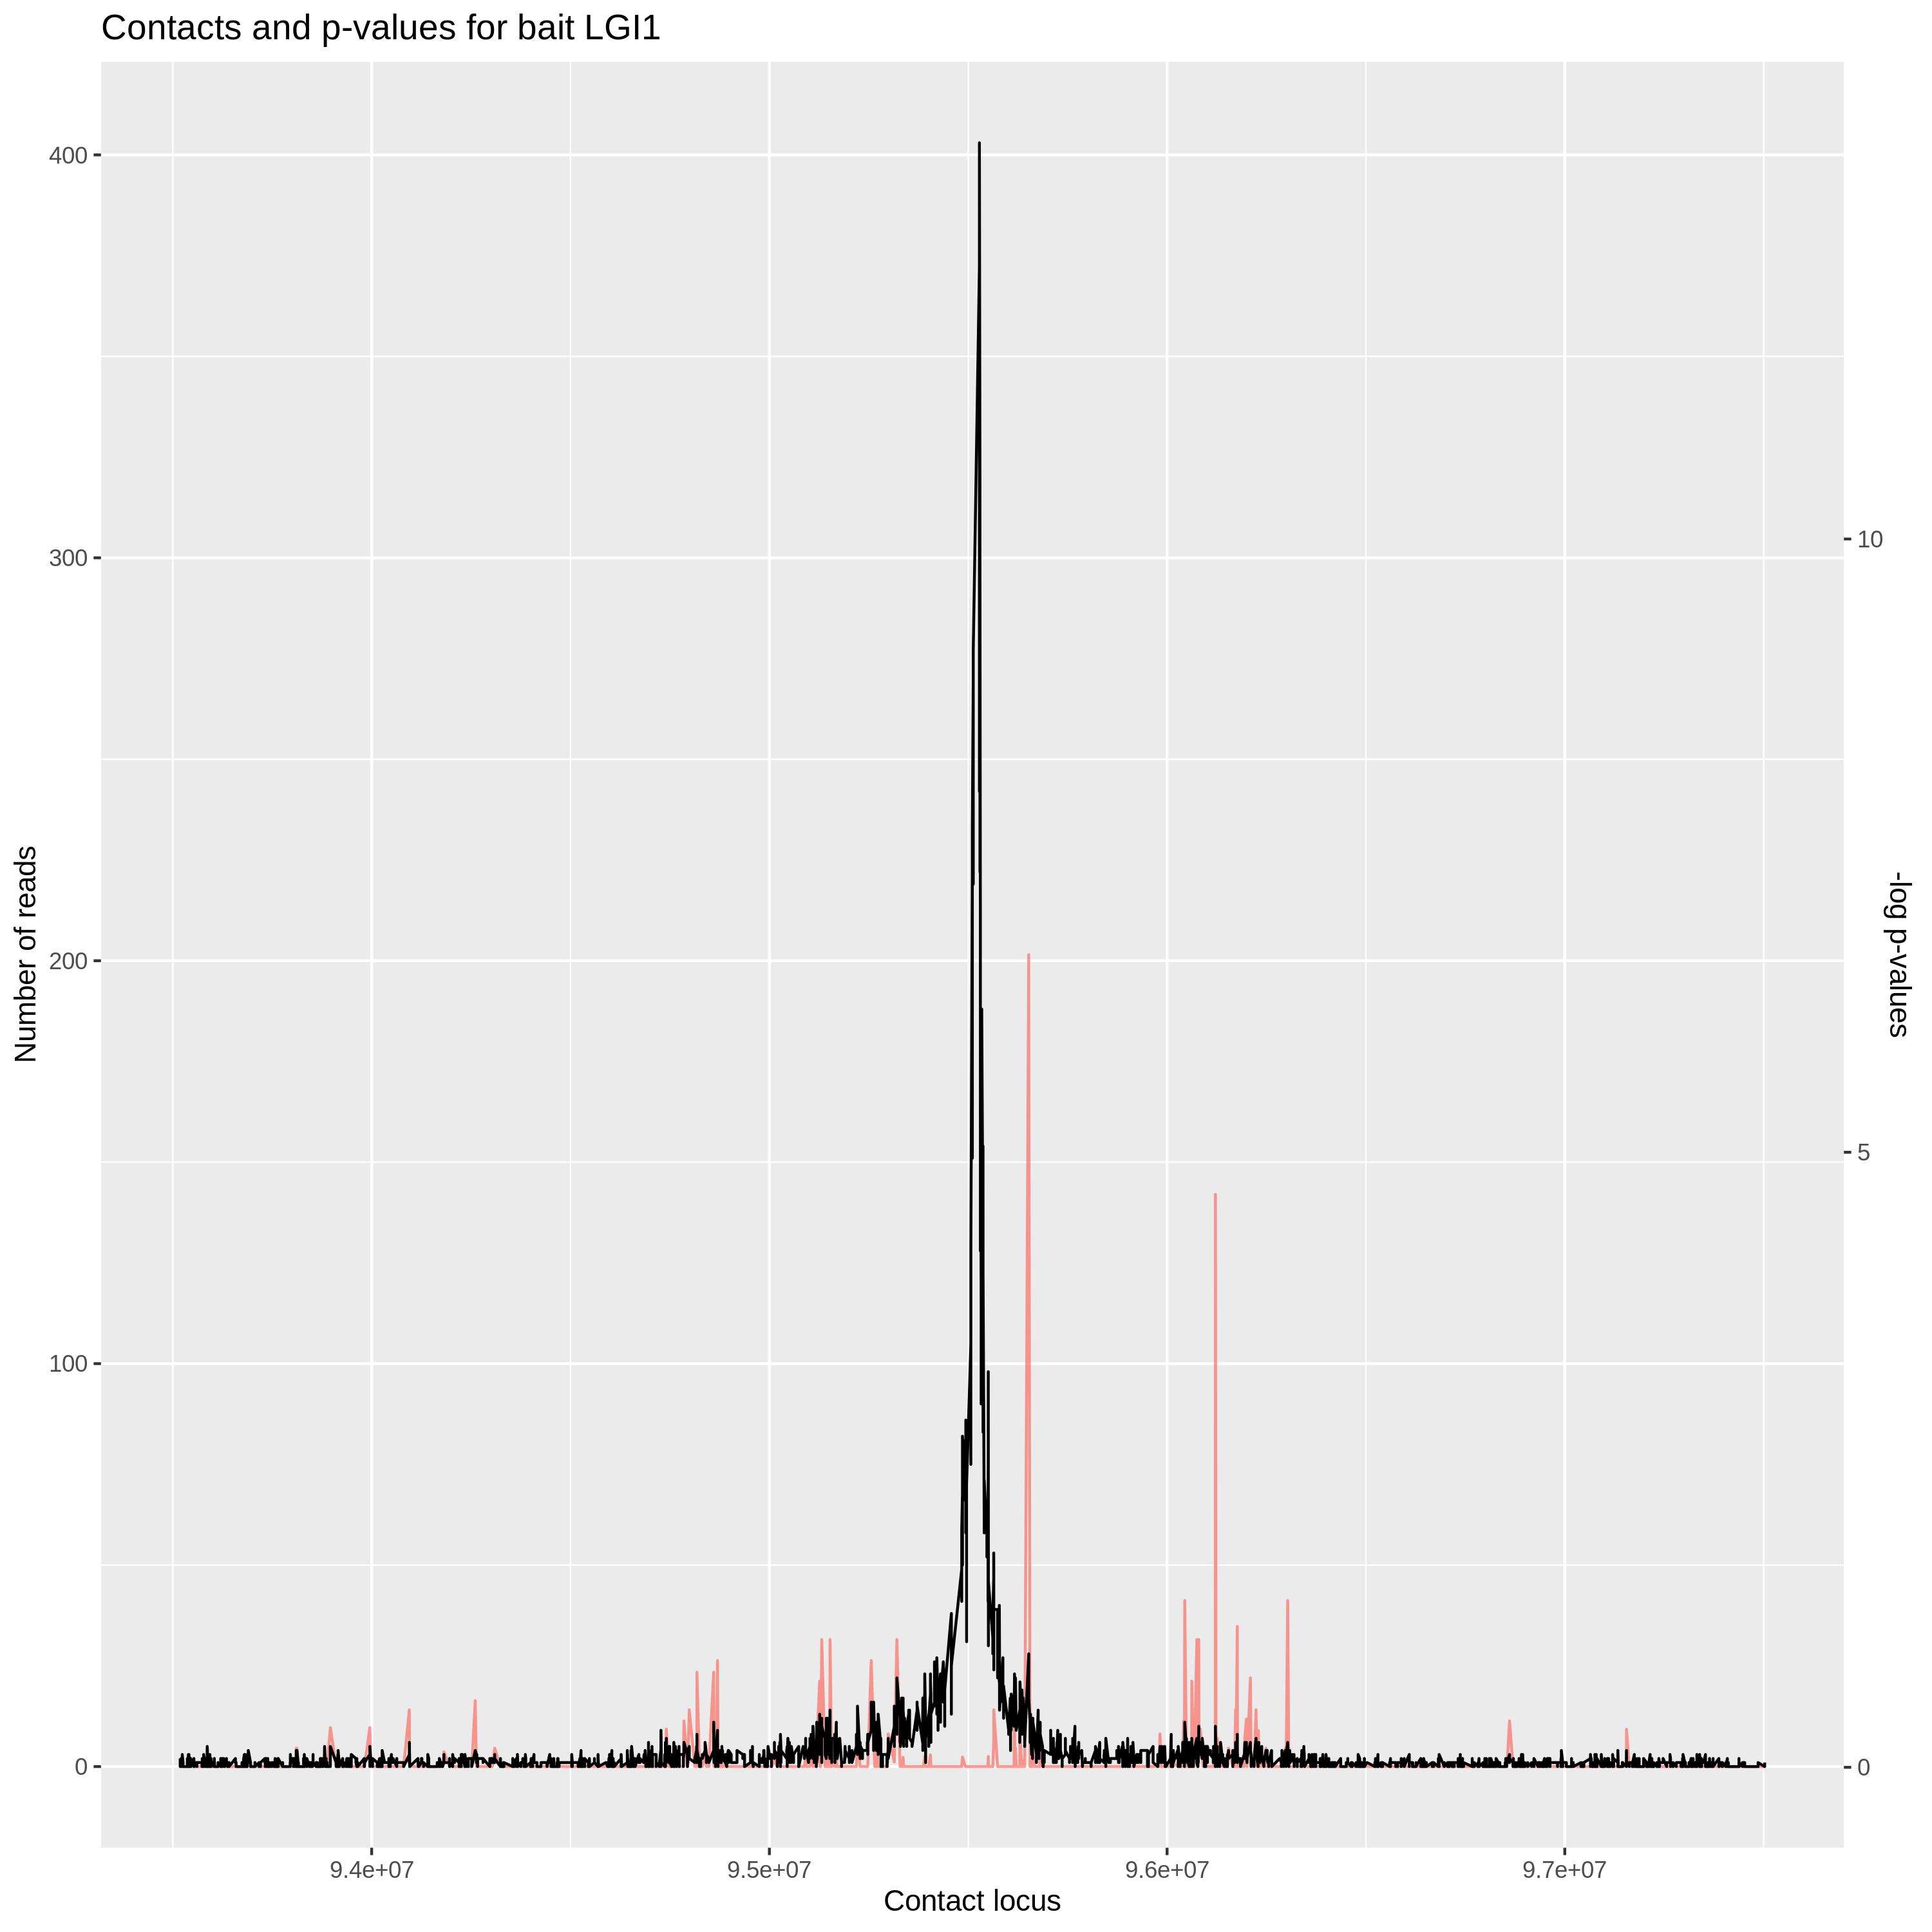 Contacts and p-values for bait LGI1
400
300
200
100
0
Number of reads
10
5
0
-log p-values
9.4e+07
9.5e+07
9.6e+07
9.7e+07
Contact locus